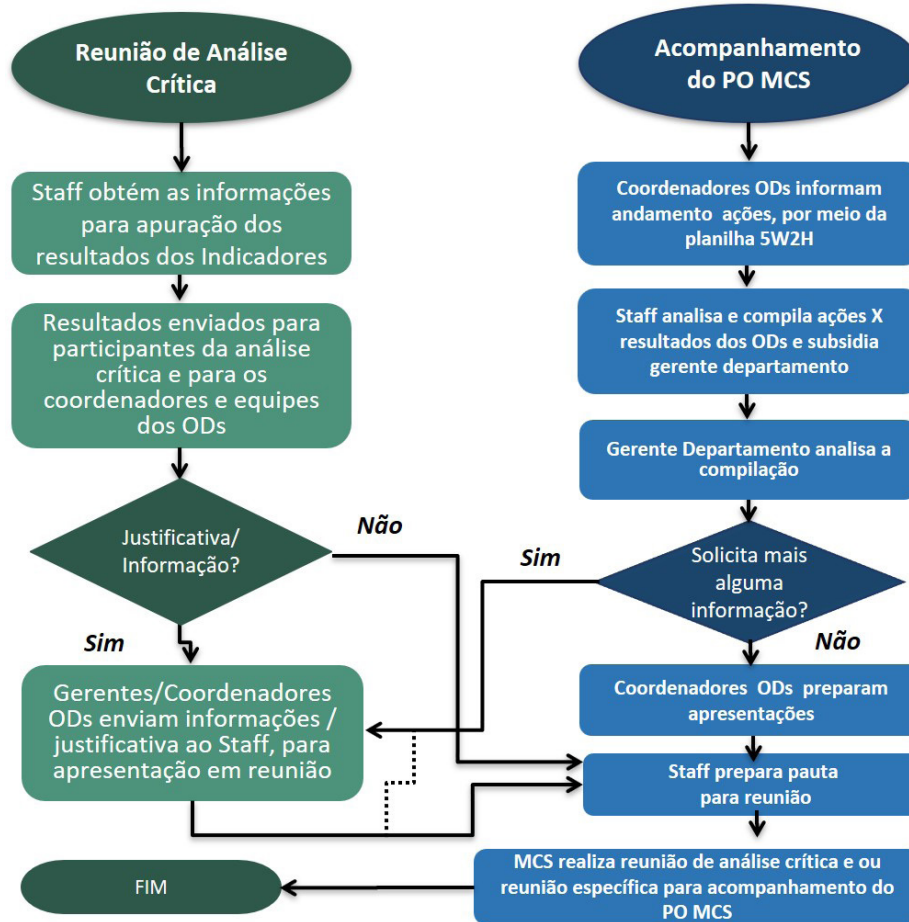 Reunião de Análise
Crítica
Staff obtém as informações
para apuração dos
resultados dos Indicadores
Resultados enviados para
participantes da análise
crítica e para os
coordenadores e equipes
dos ODs
Justificativa/
Informação?
Não
Sim
Gerentes/Coordenadores
ODs enviam informações /
justificativa ao Staff, para
apresentação em reunião
FIM
Acompanhamento
do PO MCS
Coordenadores ODs informam
andamento ações, por meio da
planilha 5W2H
Staff analisa e compila ações X
resultados dos ODs e subsidia
gerente departamento
Gerente Departamento analisa a
compilação
Solicita mais
alguma
informação?
Sim
Não
Coordenadores ODs preparam
apresentações
Staff prepara pauta
para reunião
MCS realiza reunião de análise crítica e ou
reunião específica para acompanhamento do
PO MCS